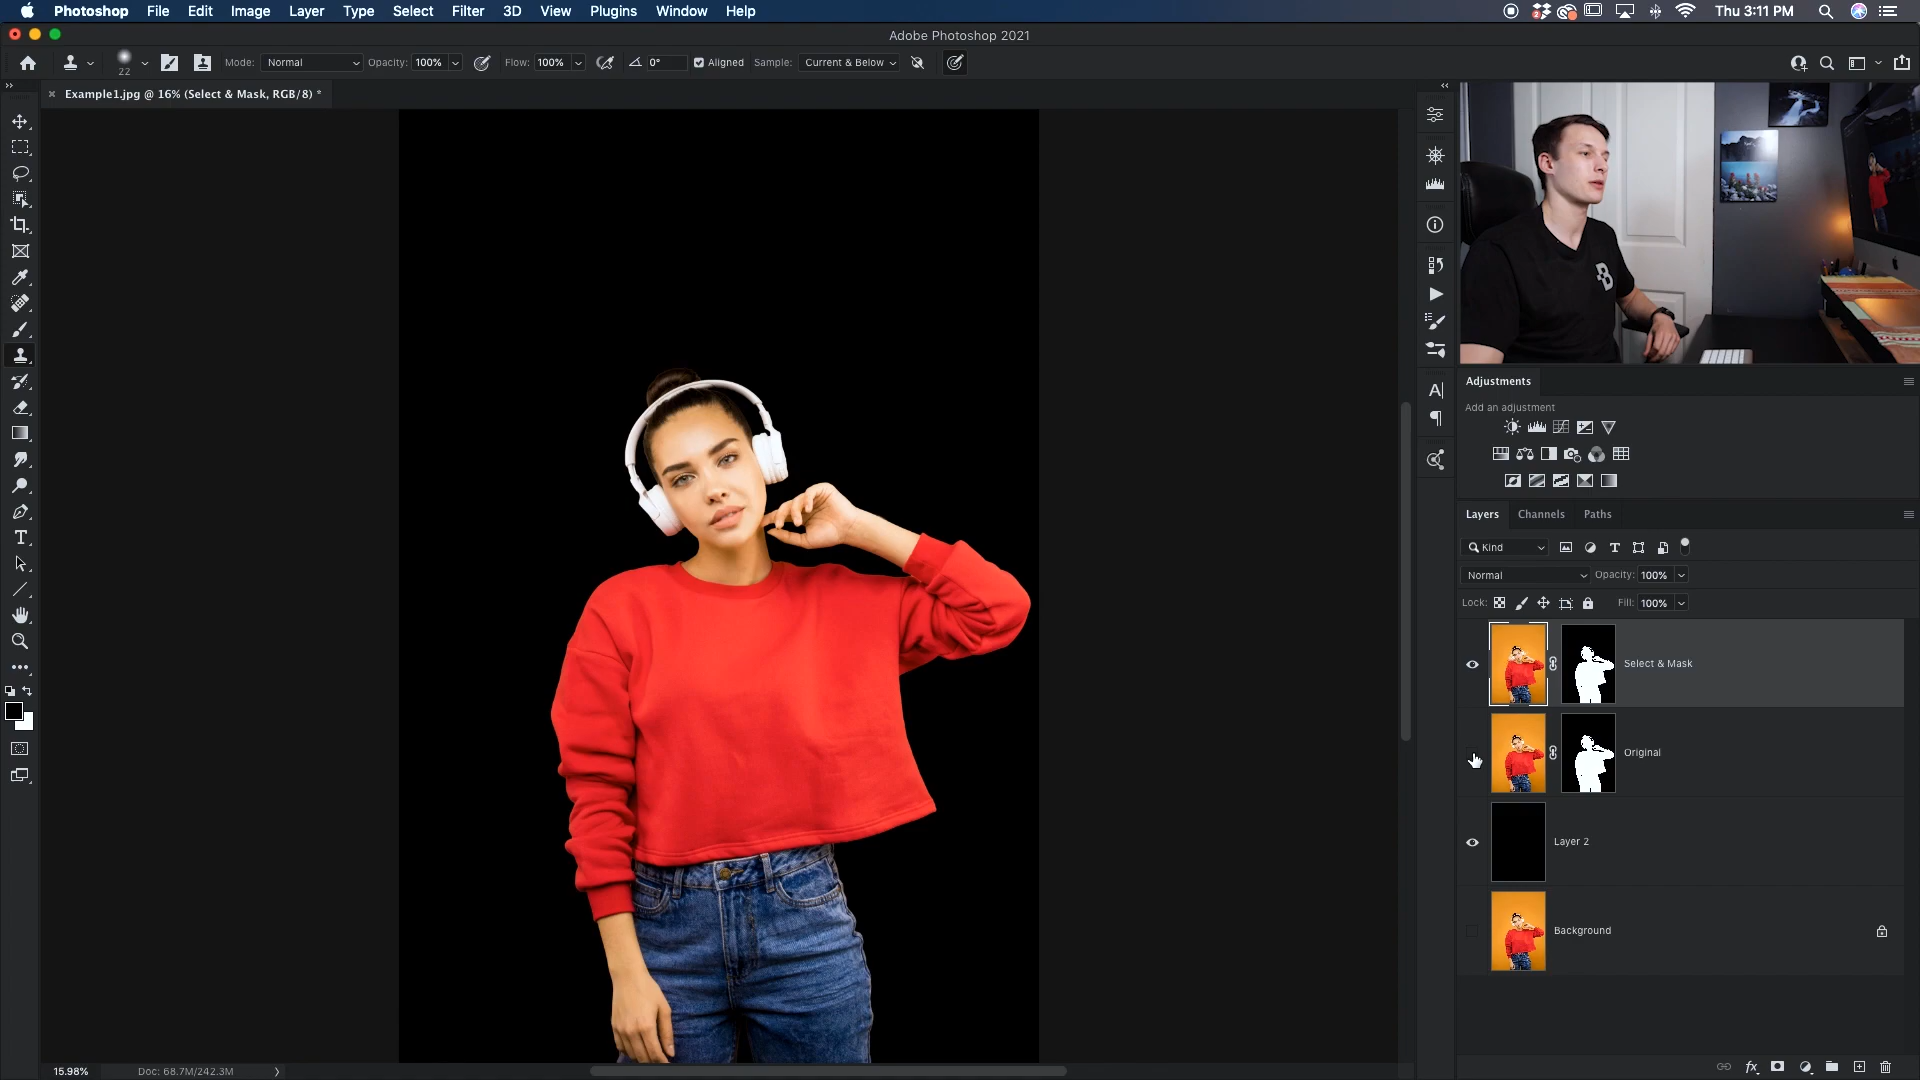 Photoshop File Edit Image Layer Type Select Filter 3D View Plugins Window Help
Thu 3:11 PM
Adobe Photoshop 2021
22
Mode: Normal Opacity: 100% Flow: 100% 0° Aligned Sample: Current & Below
Example1.jpg @ 16% (Select & Mask, RGB/8) *
B
Adjustments
Add an adjustment
Layers Channels Paths
Kind
Normal Opacity: 100%
Lock: Fill: 100%
Select & Mask
Original
Layer 2
Background
15.98% Doc: 68.7M/242.3M